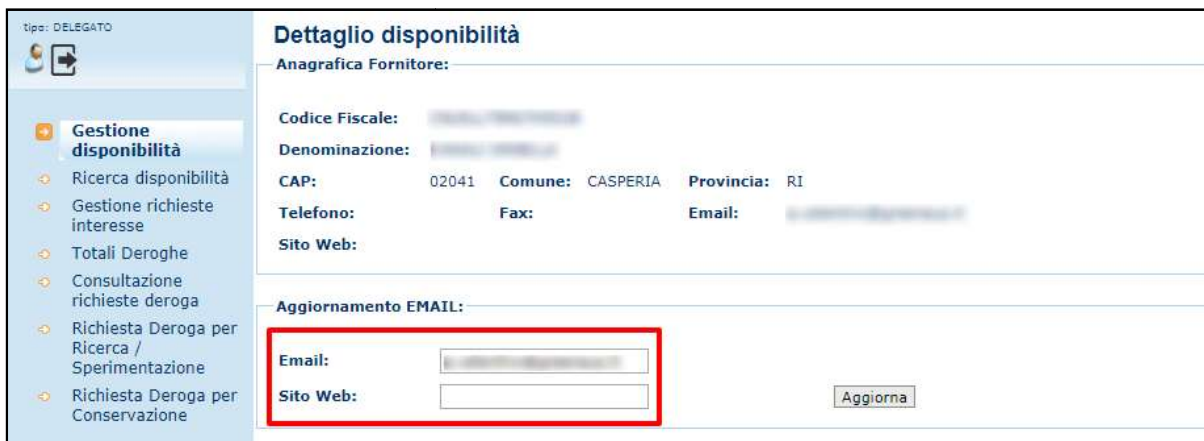 tipo: DELEGATO
Gestione
disponibilità
Ricerca disponibilità
Gestione richieste
interesse
Totali Deroghe
Consultazione
richieste deroga
Richiesta Deroga per
Ricerca /
Sperimentazione
Richiesta Deroga per
Conservazione
Dettaglio disponibilità
Anagrafica Fornitore:
Codice Fiscale:
Denominazione:
CAP: 02041 Comune: CASPERIA Provincia: RI
Telefono: Fax: Email:
Sito Web:
Aggiornamento EMAIL:
Email:
Sito Web: Aggiorna